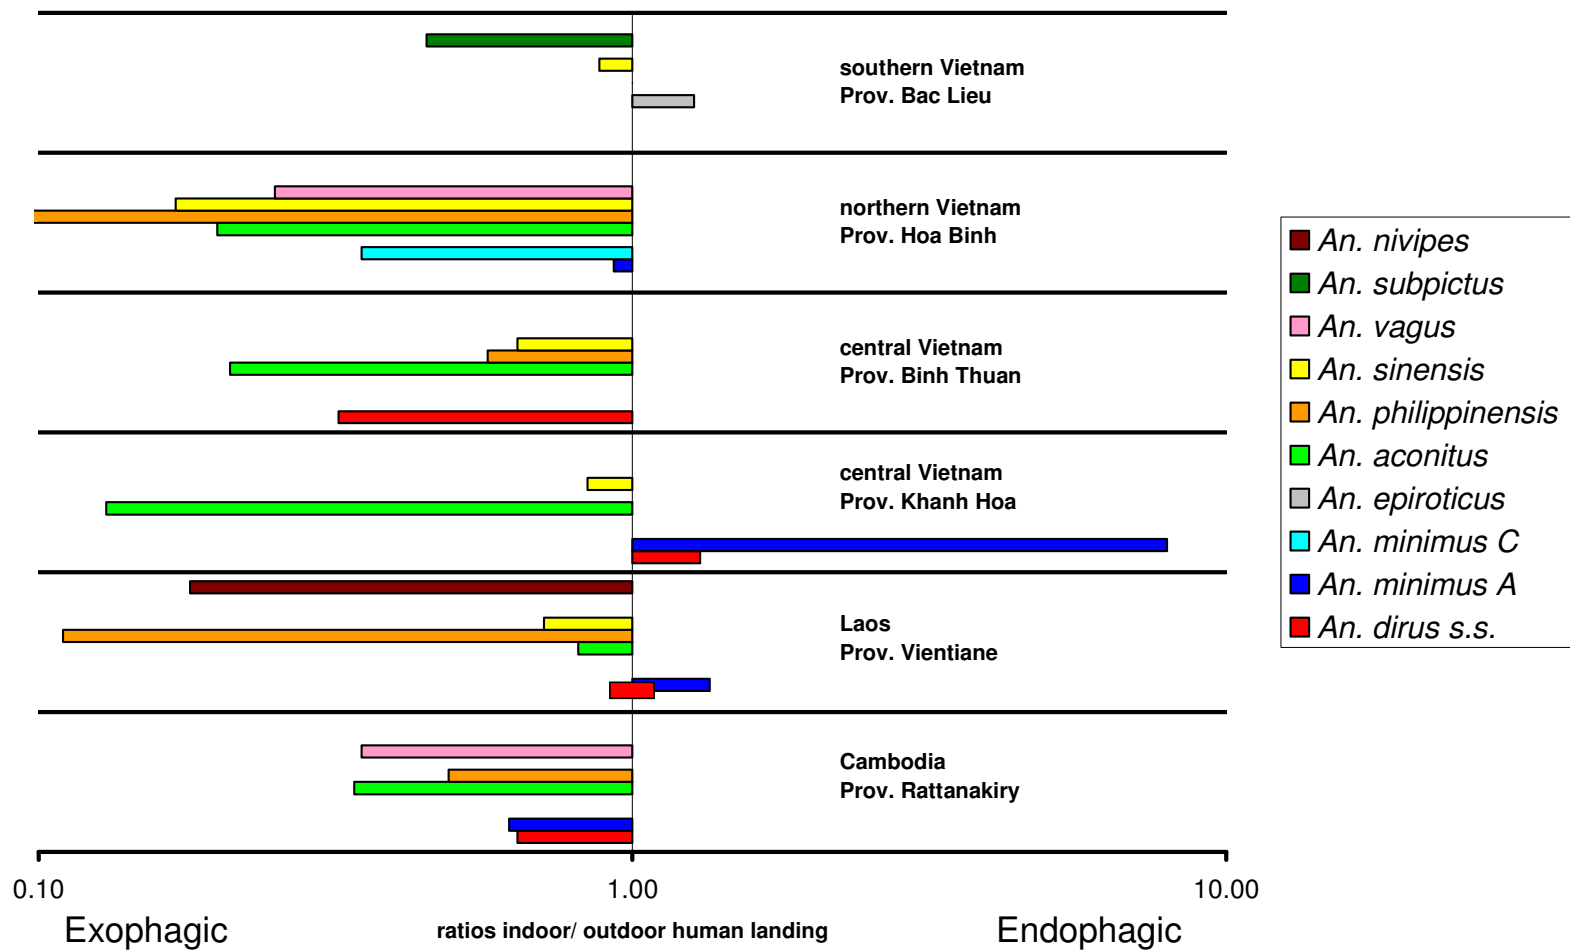 southern Vietnam
Prov. Bac Lieu
northern Vietnam
Prov. Hoa Binh
central Vietnam
Prov. Binh Thuan
central Vietnam
Prov. Khanh Hoa
Laos
Prov. Vientiane
Cambodia
Prov. Rattanakiry
An. nivipes
An. subpictus
An. vagus
An. sinensis
An. philippinensis
An. aconitus
An. epiroticus
An. minimus C
An. minimus A
An. dirus s.s.
0.10
1.00
10.00
Exophagic
ratios indoor/ outdoor human landing
Endophagic